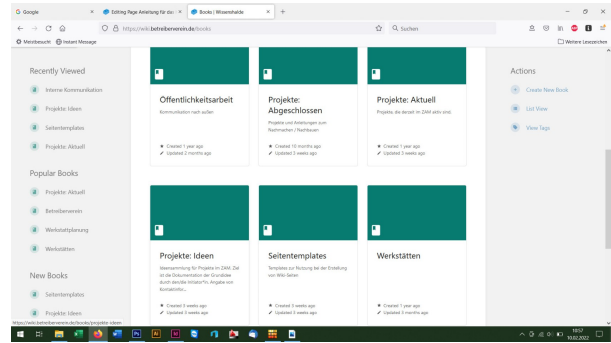 Google
Editing Page Anleitung für du
Books | Wissenshalde
https://wiki.betreiberverein.de/books
Suchen
Meistbesucht
Instant Message
Weitere Lesezeichen
Recently Viewed
Interne Kommunikation
Projekte: Ideen
Seitentemplates
Projekte: Aktuell
Popular Books
Projekte: Aktuell
Betreiberverein
Werkstattplanung
Werkstätten
New Books
Seitentemplates
Projekte: Ideen
Öffentlichkeitsarbeit
Kommunikation nach außen
Created 1 year ago
Updated 3 months ago
Projekte:
Abgeschlossen
Projekte und Anleitungen zum
Nachmachen / Nachbauen
Created 10 months ago
Updated 3 weeks ago
Projekte: Aktuell
Projekte, die derzeit im ZAM aktiv sind.
Created 1 year ago
Updated 3 weeks ago
Projekte: Ideen
Ideensammlung für Projekte im ZAM. Ziel
ist die Dokumentation der Grundidee
durch den/die Initiator*in, Angabe von
Kontaktinfor...
Created 3 weeks ago
Updated 3 weeks ago
Seitentemplates
Templates zur Nutzung bei der Erstellung
von Wiki-Seiten
Created 3 weeks ago
Updated 3 weeks ago
Werkstätten
Created 1 year ago
Updated 3 months ago
Actions
Create New Book
List View
View Tags
https://wiki.betreiberverein.de/books/projekte-ideen
10:57
10.02.2022